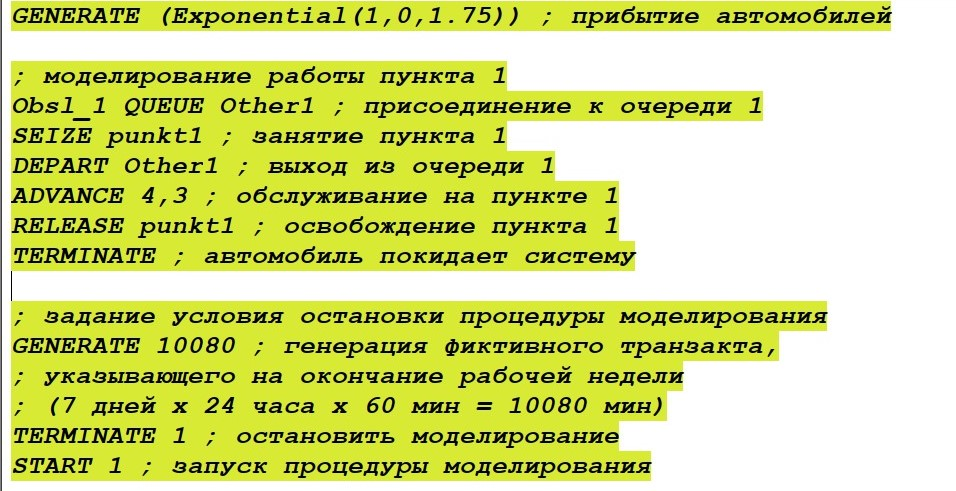 GENERATE (Exponential(1,0,1.75)) ; прибытие автомобилей
; моделирование работы пункта 1
Obsl_1 QUEUE Other1 ; присоединение к очереди 1
SEIZE punkt1 ; занятие пункта 1
DEPART Other1 ; выход из очереди 1
ADVANCE 4,3 ; обслуживание на пункте 1
RELEASE punkt1 ; освобождение пункта 1
TERMINATE ; автомобиль покидает систему
; задание условия остановки процедуры моделирования
GENERATE 10080 ; генерация фиктивного транзакта,
; указывающего на окончание рабочей недели
; (7 дней x 24 часа x 60 мин = 10080 мин)
TERMINATE 1 ; остановить моделирование
START 1 ; запуск процедуры моделирования